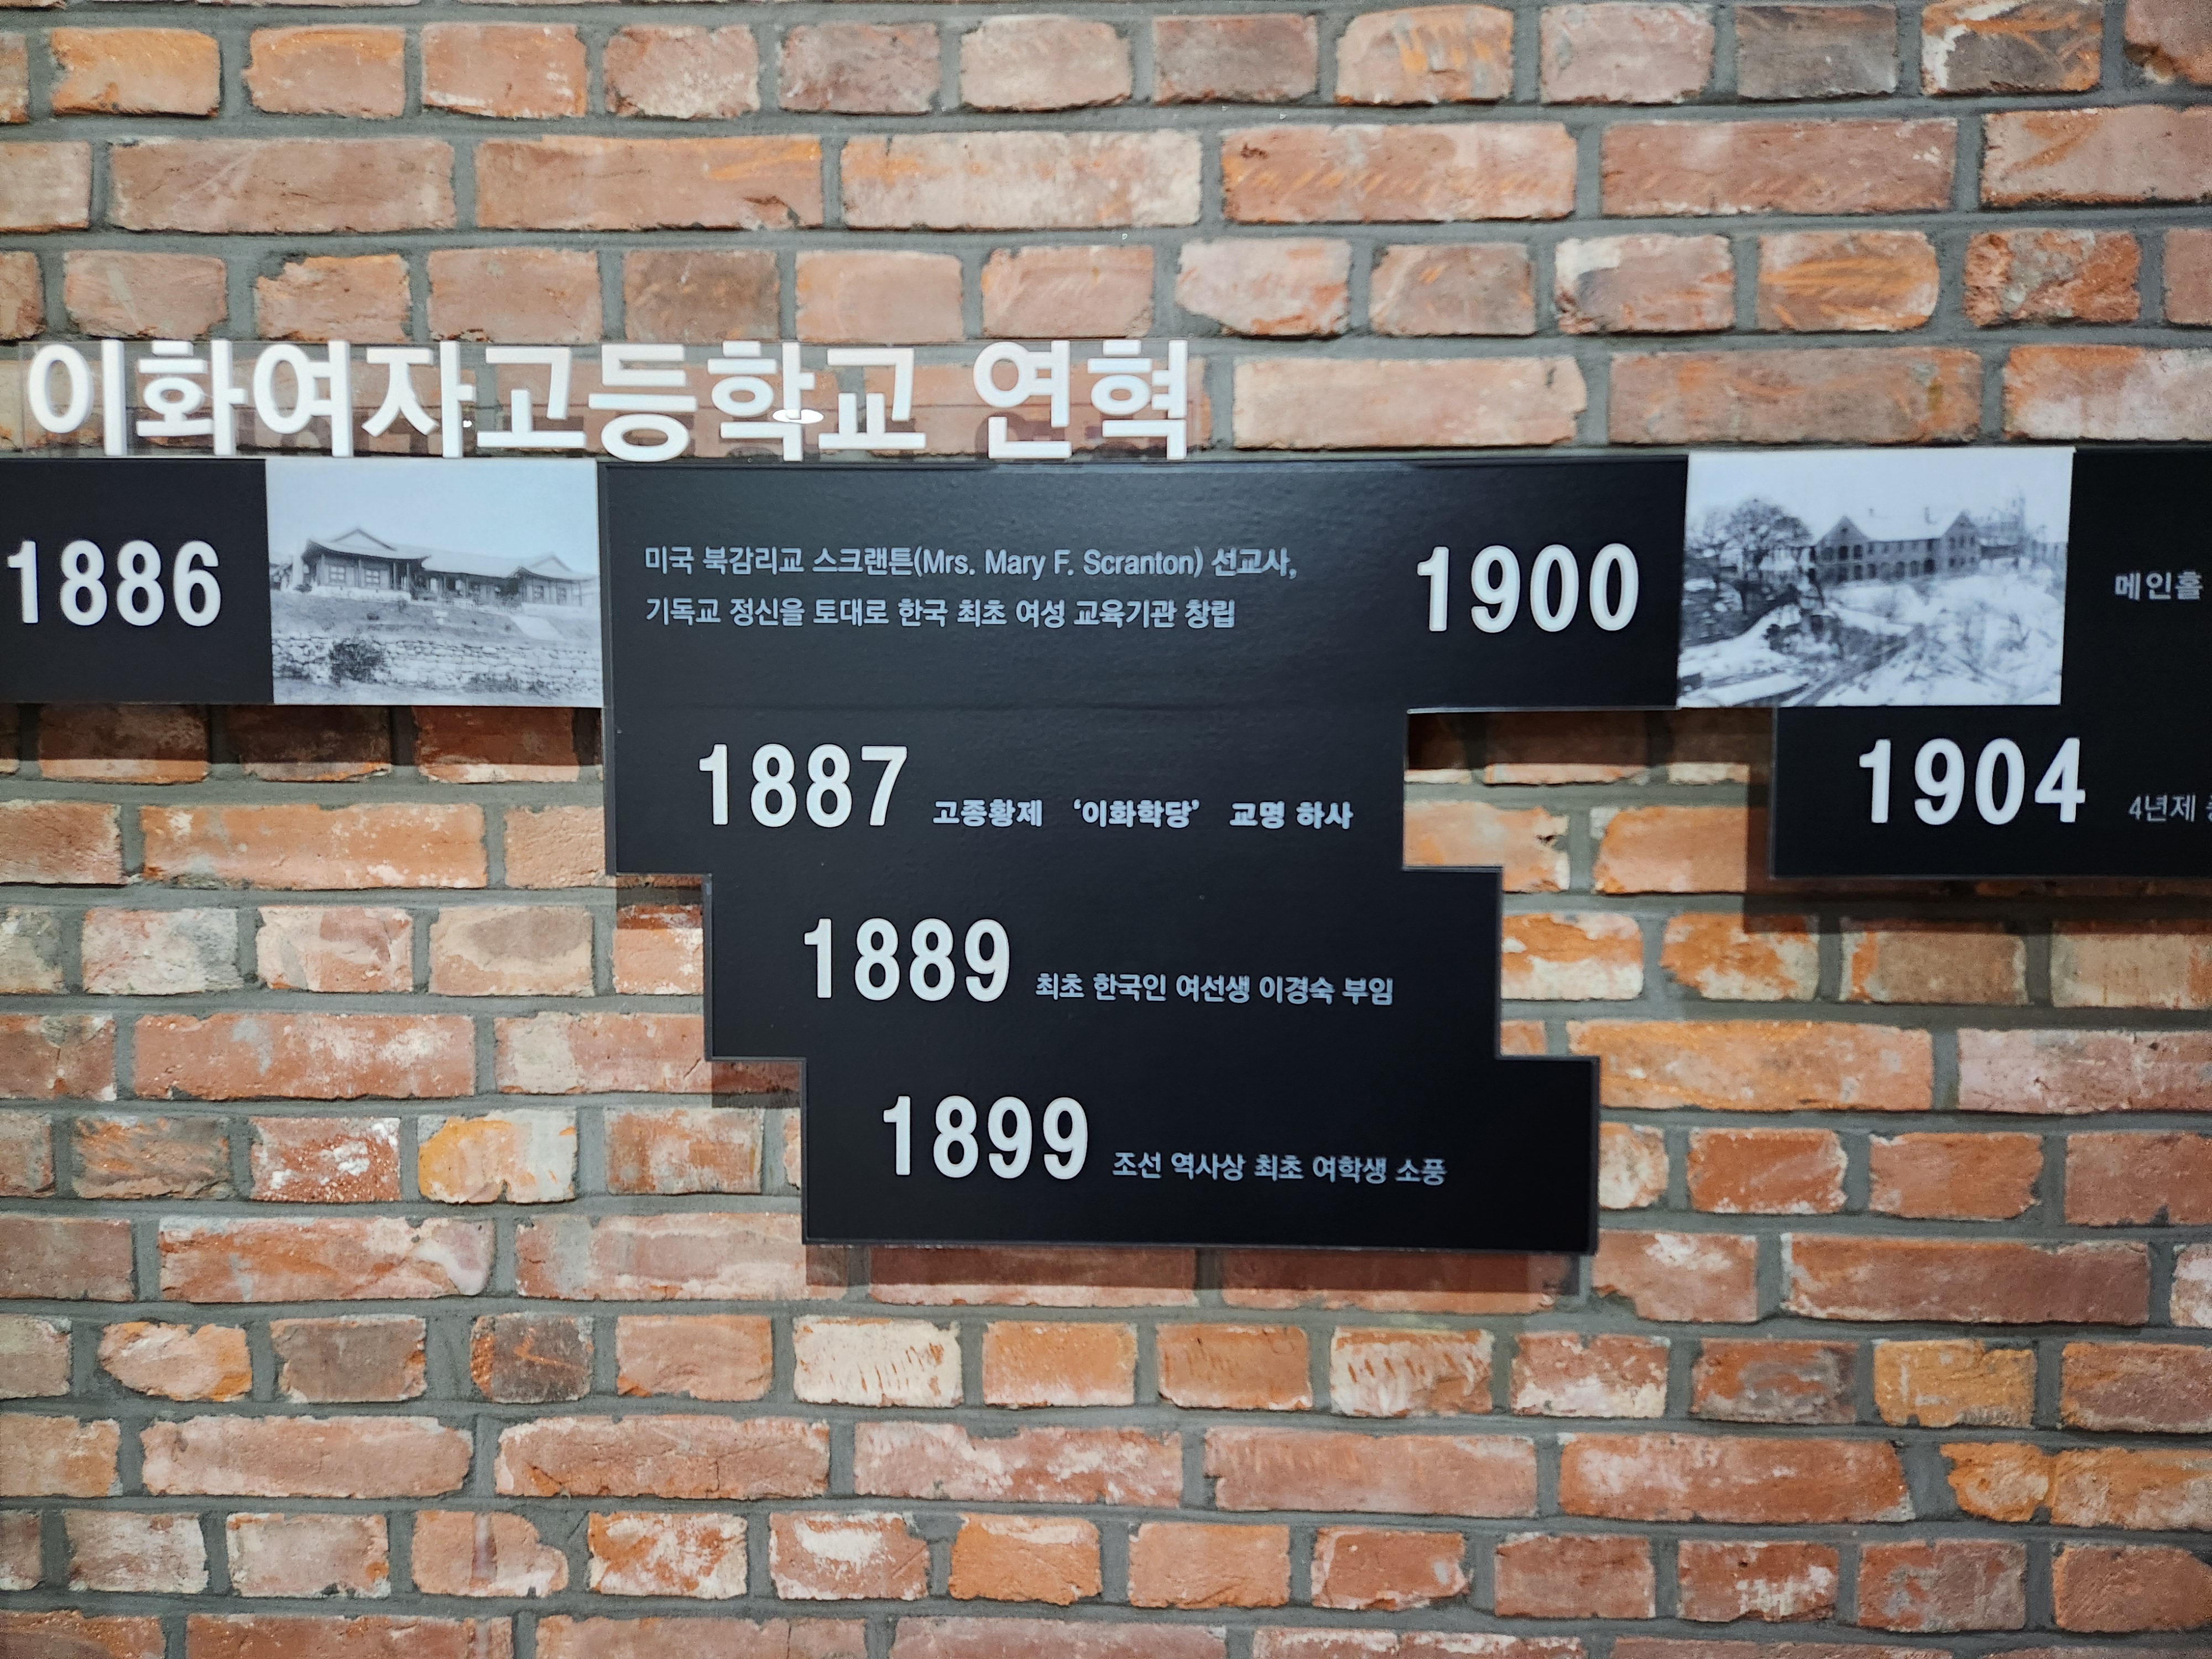 이화여자고등학교 연혁
1886
미국 북감리교 스크랜튼(Mrs. Mary F. Scranton) 선교사,
기독교 정신을 토대로 한국 최초 여성 교육기관 창립
1887 고종황제 ‘이화학당’ 교명 하사
1889 최초 한국인 여선생 이경숙 부임
1899 조선 역사상 최초 여학생 소풍
1900
메인홀
1904 4년제